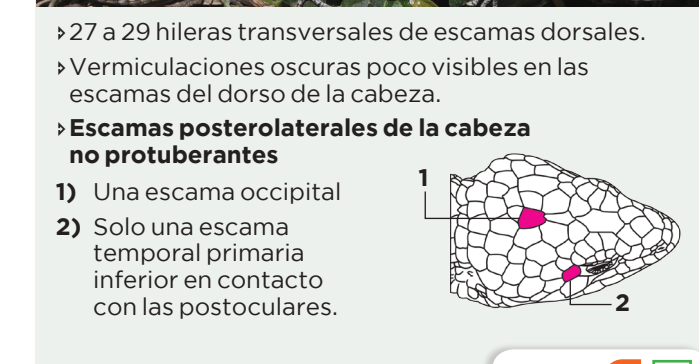 ▹27 a 29 hileras transversales de escamas dorsales.
▹Vermiculaciones oscuras poco visibles en las
escamas del dorso de la cabeza.
▹Escamas posterolaterales de la cabeza
no protuberantes
1) Una escama occipital
2) Solo una escama
temporal primaria
inferior en contacto
con las postoculares.
1
2